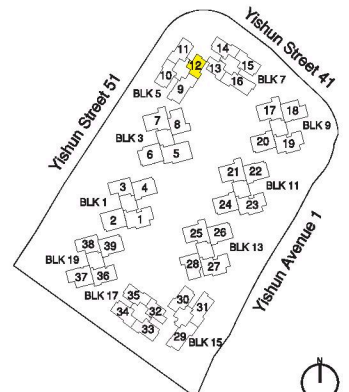 Yishun Street 41
Yishun Street 51
Yishun Avenue 1
11 12
10 9
BLK 5
14
13 15
16
BLK 7
7 8
BLK 3
6 5
17 18
BLK 9
20 19
21 22
BLK 11
24 23
3 4
BLK 1
2 1
25 26
BLK 13
28 27
38 39
BLK 19
37 36
BLK 17
35
34 32
33
30
31
29
BLK 15
N